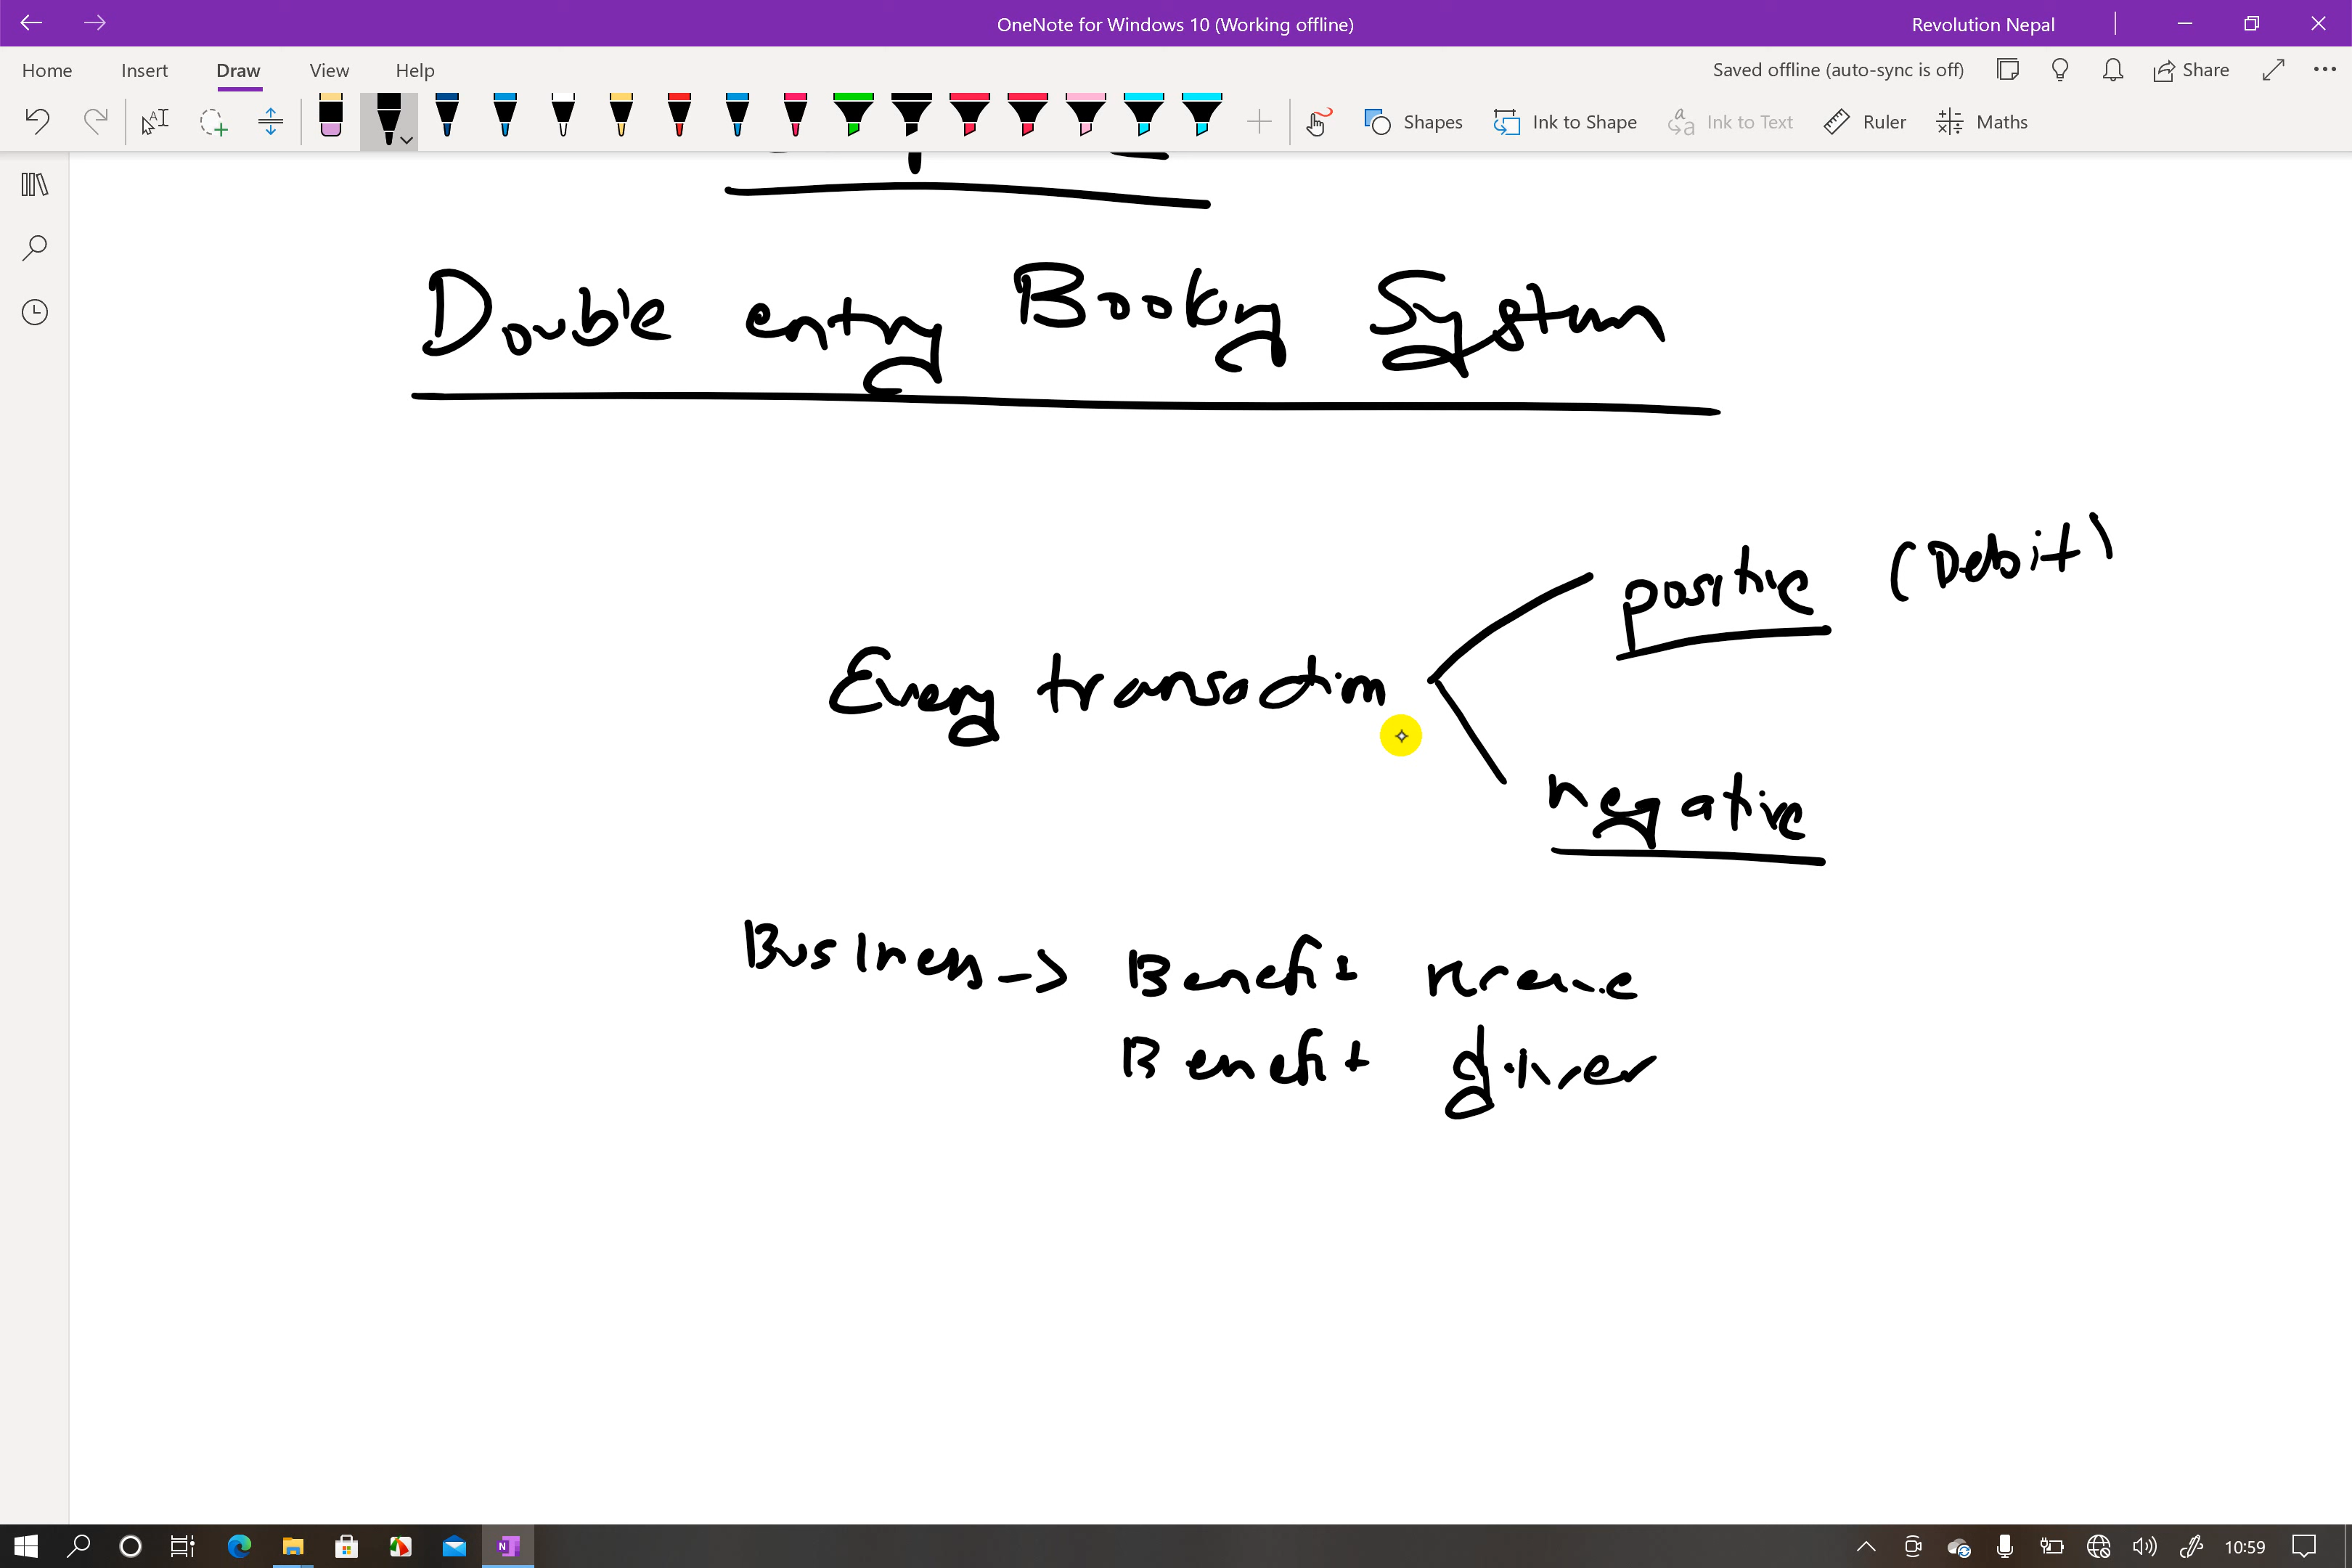 OneNote for Windows 10 (Working offline)
Revolution Nepal
Home Insert Draw View Help
Saved offline (auto-sync is off) Share
Shapes Ink to Shape Ink to Text Ruler Maths
Double entry Booky System
positive (Debit)
Every transaction
negative
Business -> Benefit
Benefit giver
10:59